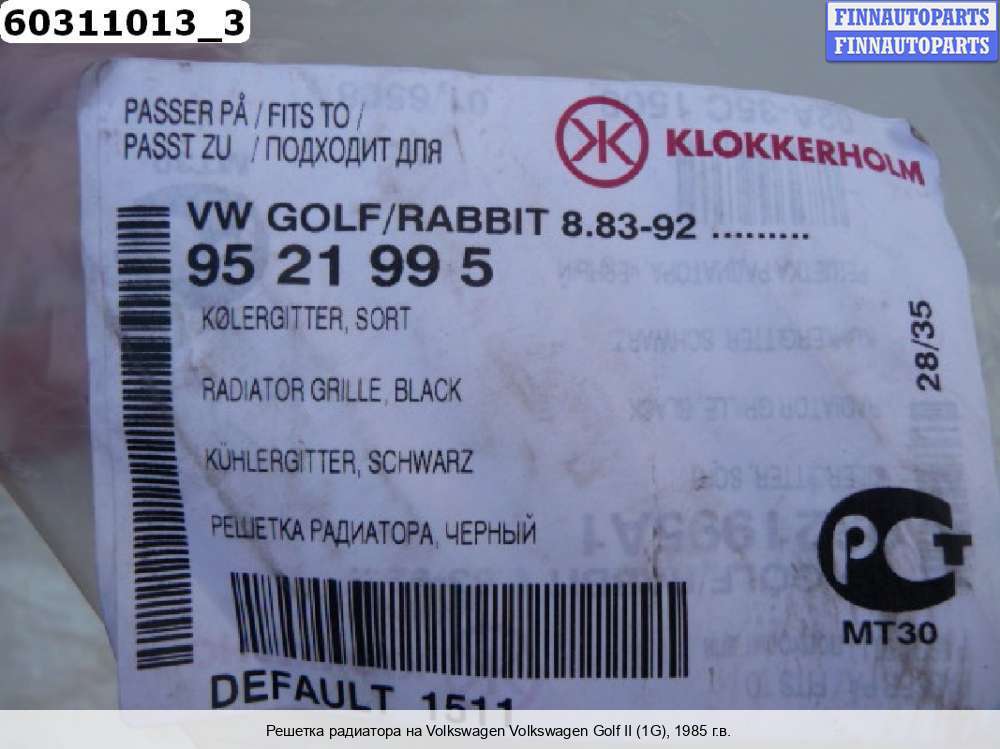 60311013_3
FINNAUTOPARTS
FINNAUTOPARTS
PASSER PÅ / FITS TO /
PASST ZU / ПОДХОДИТ ДЛЯ
KLOKKERHOLM
VW GOLF/RABBIT 8.83-92 .........
95 21 99 5
KØLERGITTER, SORT
RADIATOR GRILLE, BLACK
KÜHLERGITTER, SCHWARZ
РЕШЕТКА РАДИАТОРА, ЧЕРНЫЙ
28/35
РСТ
MT30
DEFAULT 1511
Решетка радиатора на Volkswagen Volkswagen Golf II (1G), 1985 г.в.